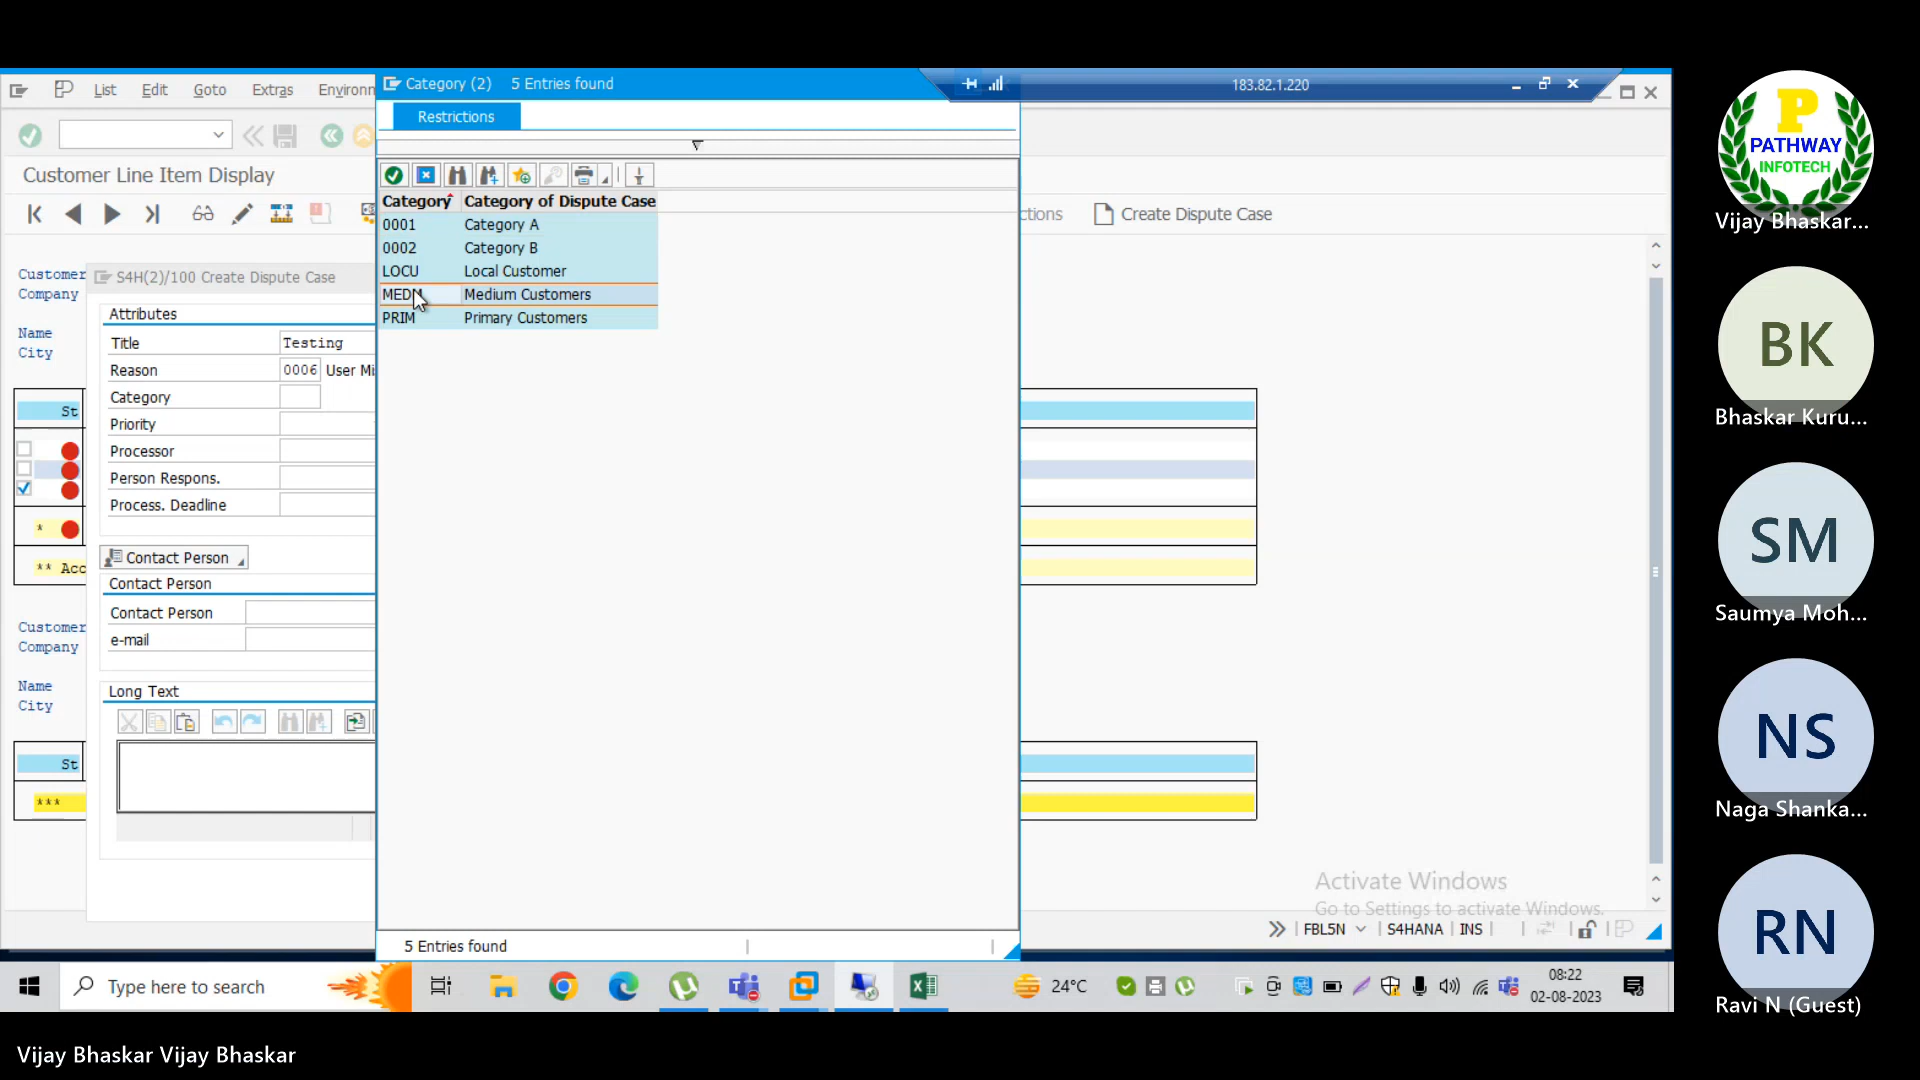 Category (2) 5 Entries found
183.82.1.220
List Edit Goto Extras Environn
Restrictions
Customer Line Item Display
Category Category of Dispute Case
0001 Category A
0002 Category B
LOCU Local Customer
Medium Customers
PRIM Primary Customers
ctions Create Dispute Case
Customer
Company
Name
City
S4H(2)/100 Create Dispute Case
Attributes
Title Testing
Reason 0006 User Mi
Category
Priority
Processor
Person Respons.
Process. Deadline
St
*
** Acc
Contact Person
Contact Person
Contact Person
e-mail
Customer
Company
Name
City
Long Text
St
***
5 Entries found
Activate Windows
Go to Settings to activate Windows.
FBL5N S4HANA INS
Type here to search
24°C
08:22
02-08-2023
P
PATHWAY
INFOTECH
Vijay Bhaskar...
BK
Bhaskar Kuru...
SM
Saumya Moh...
NS
Naga Shanka...
RN
Ravi N (Guest)
Vijay Bhaskar Vijay Bhaskar